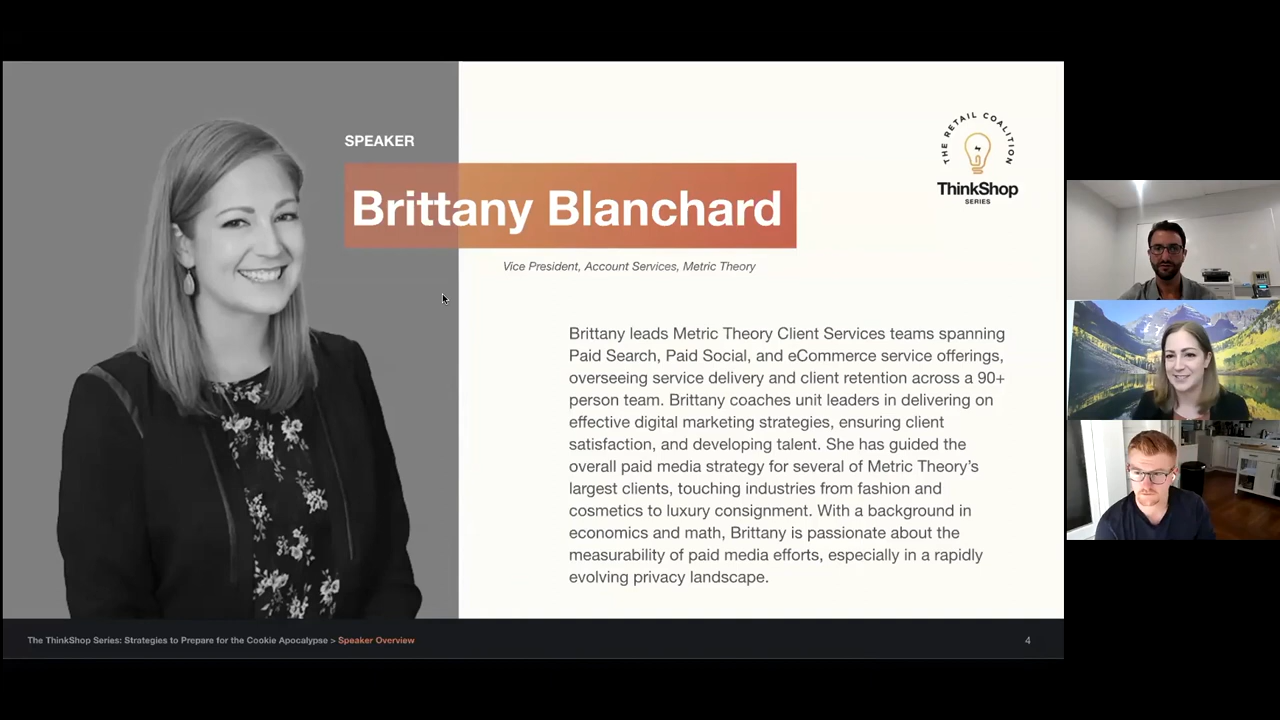 SPEAKER
Brittany Blanchard
Vice President, Account Services, Metric Theory
THE RETAIL COALITION
ThinkShop
SERIES
Brittany leads Metric Theory Client Services teams spanning
Paid Search, Paid Social, and eCommerce service offerings,
overseeing service delivery and client retention across a 90+
person team. Brittany coaches unit leaders in delivering on
effective digital marketing strategies, ensuring client
satisfaction, and developing talent. She has guided the
overall paid media strategy for several of Metric Theory’s
largest clients, touching industries from fashion and
cosmetics to luxury consignment. With a background in
economics and math, Brittany is passionate about the
measurability of paid media efforts, especially in a rapidly
evolving privacy landscape.
The ThinkShop Series: Strategies to Prepare for the Cookie Apocalypse > Speaker Overview
4